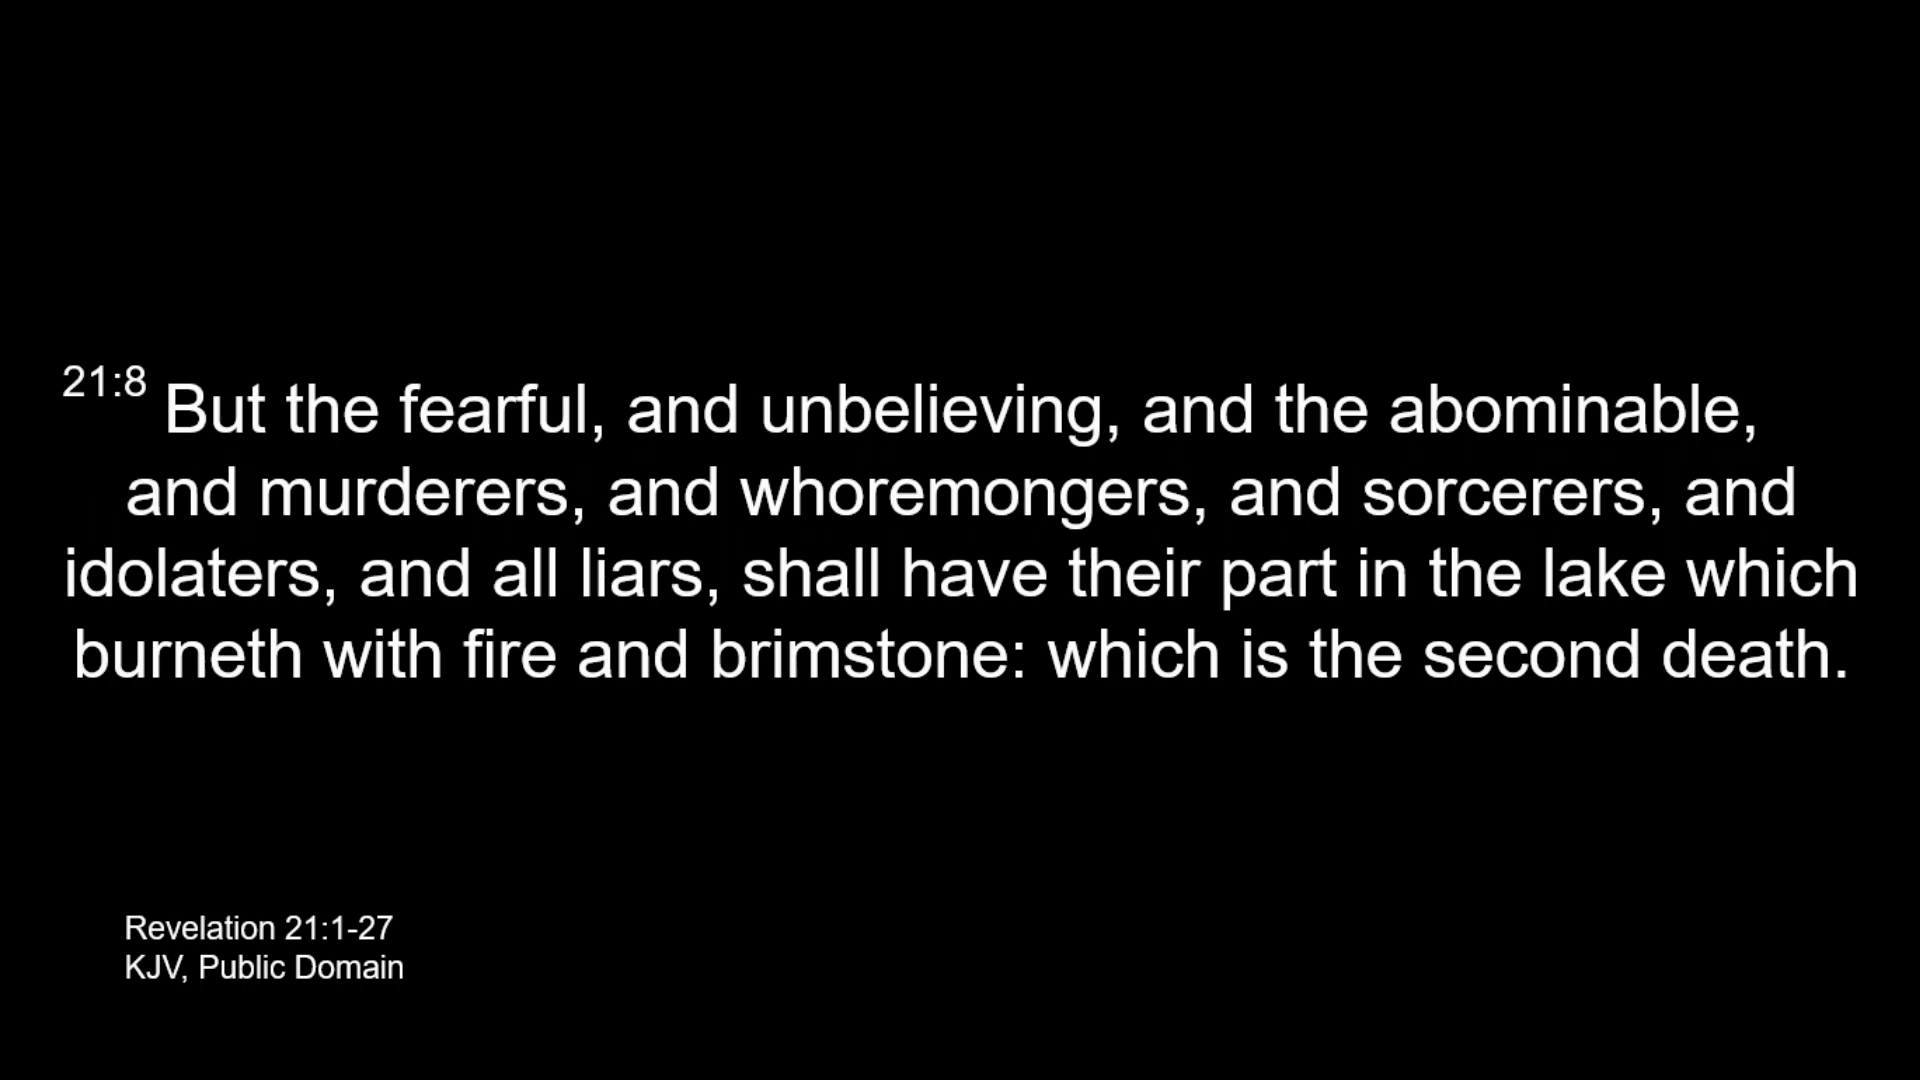 21:8 But the fearful, and unbelieving, and the abominable,
and murderers, and whoremongers, and sorcerers, and
idolaters, and all liars, shall have their part in the lake which
burneth with fire and brimstone: which is the second death.
Revelation 21:1-27
KJV, Public Domain